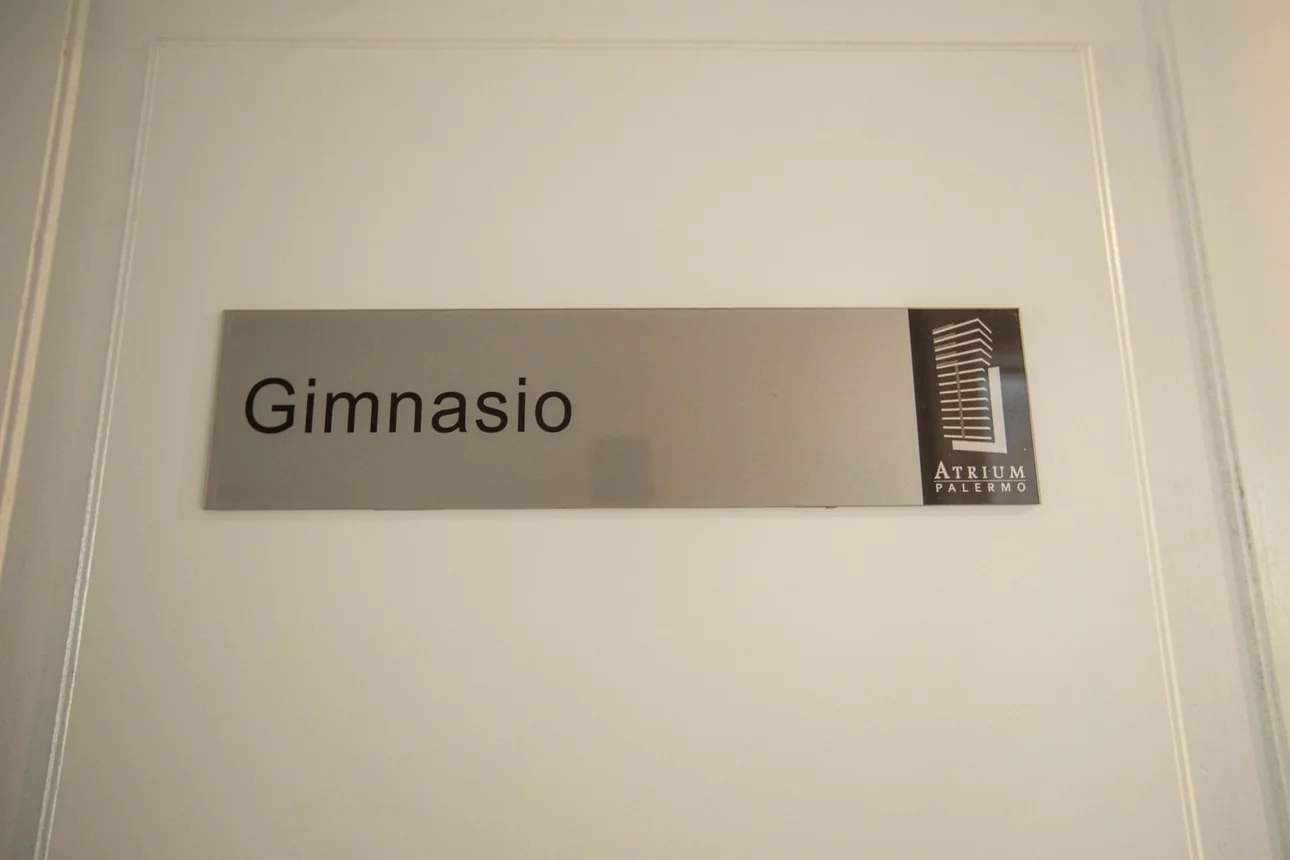 Gimnasio
ATRIUM
PALERMO